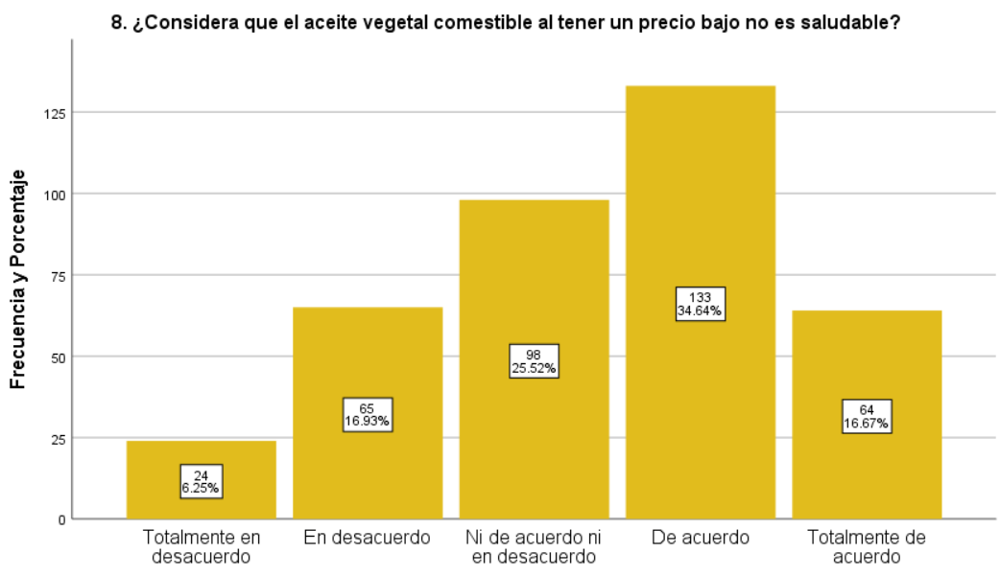 8. ¿Considera que el aceite vegetal comestible al tener un precio bajo no es saludable?
Frecuencia y Porcentaje
125
100
75
50
25
0
24
6.25%
65
16.93%
98
25.52%
133
34.64%
64
16.67%
Totalmente en
desacuerdo
En desacuerdo
Ni de acuerdo ni
en desacuerdo
De acuerdo
Totalmente de
acuerdo